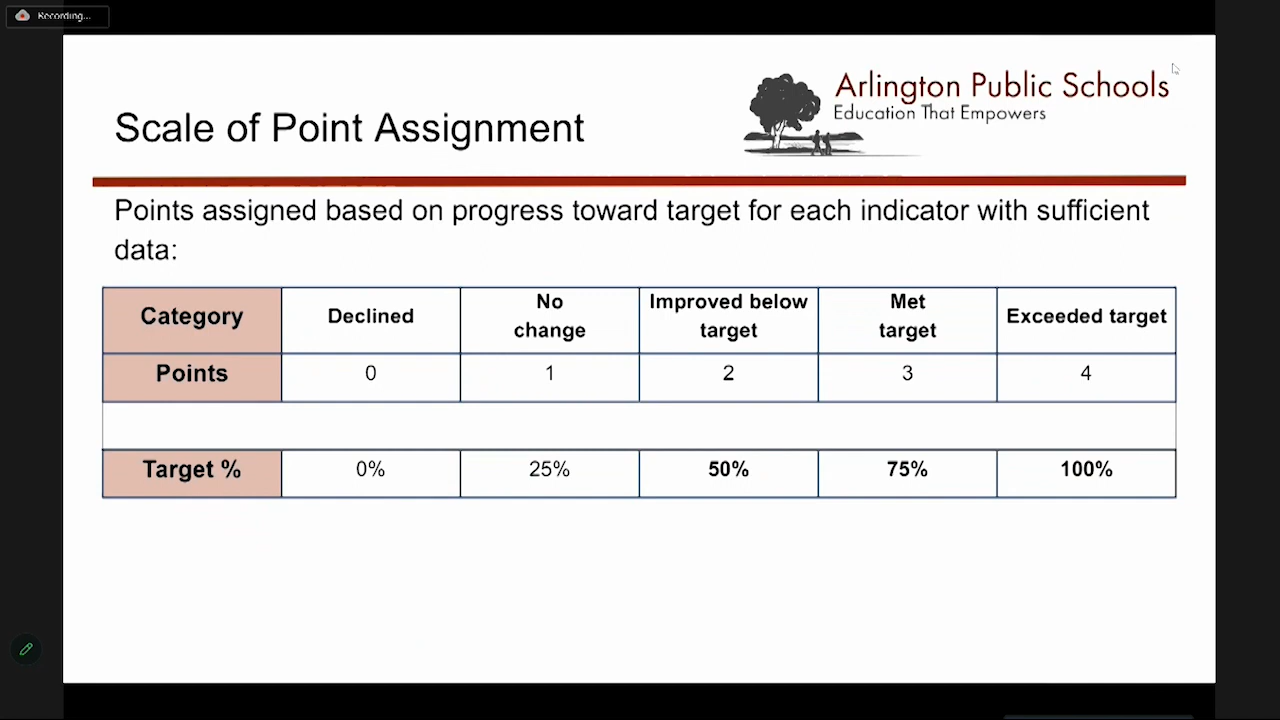 Recording...
Arlington Public Schools
Education That Empowers
Scale of Point Assignment
Points assigned based on progress toward target for each indicator with sufficient
data:
Category Declined No change Improved below target Met target Exceeded target
Points 0 1 2 3 4
Target % 0% 25% 50% 75% 100%